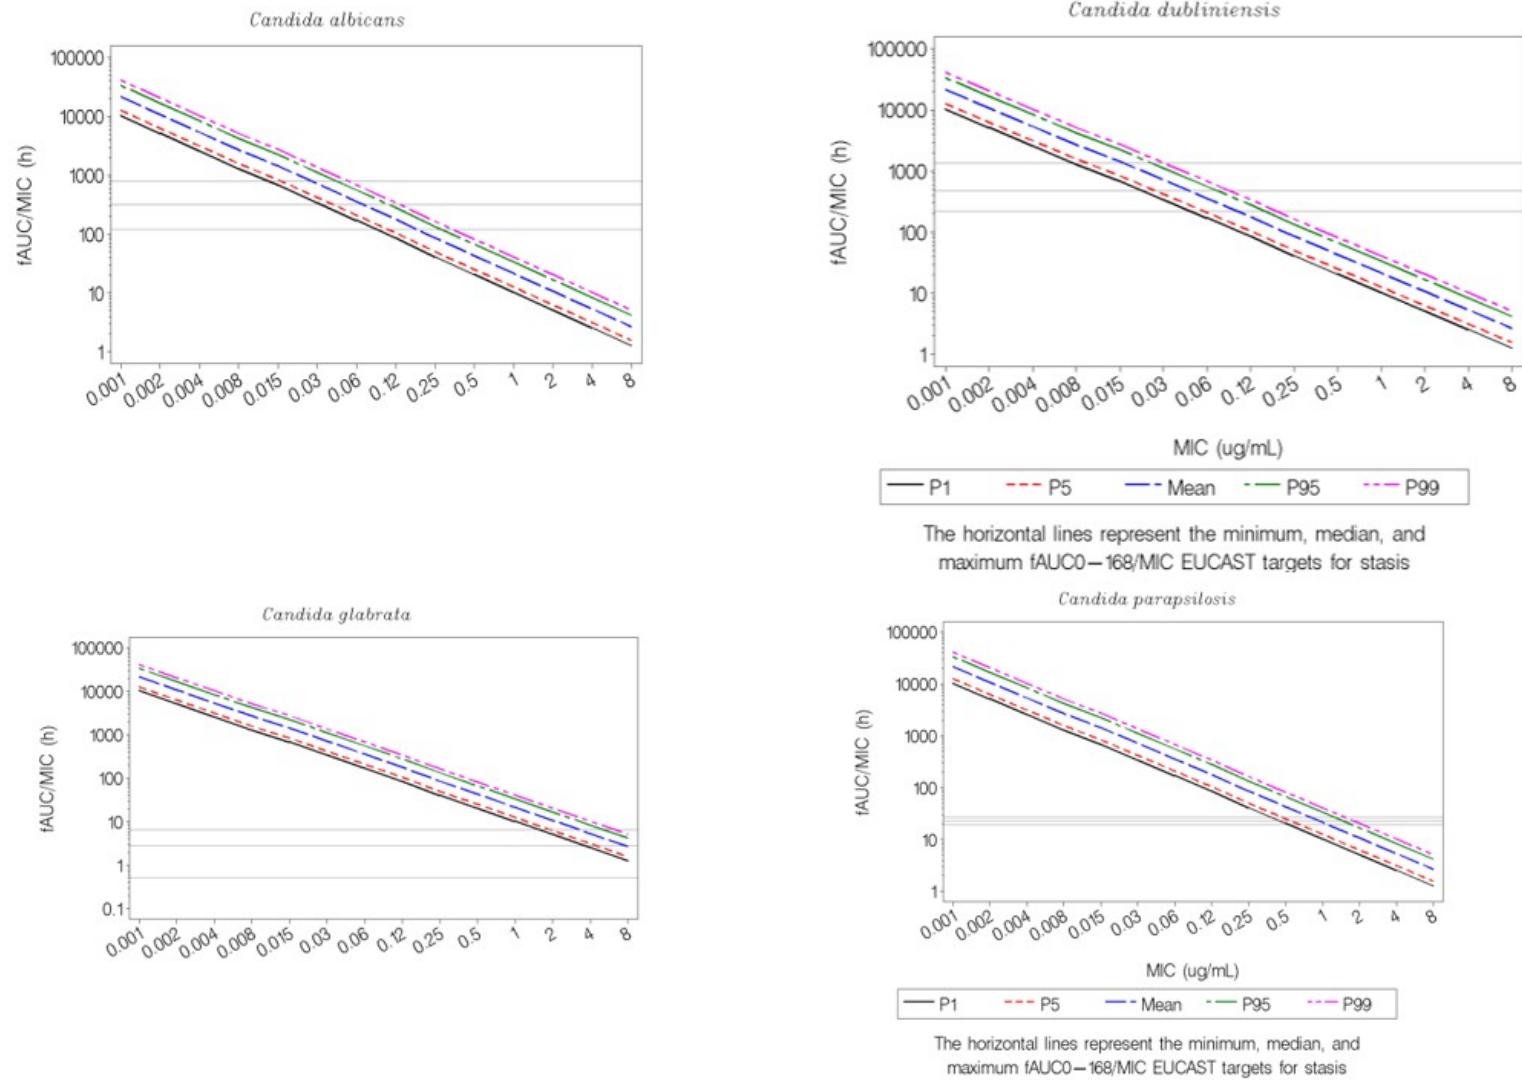 Candida albicans
fAUC/MIC (h)
100000
10000
1000
100
10
1
0.001 0.002 0.004 0.008 0.015 0.03 0.06 0.12 0.25 0.5 1 2 4 8
Candida dubliniensis
fAUC/MIC (h)
100000
10000
1000
100
10
1
0.001 0.002 0.004 0.008 0.015 0.03 0.06 0.12 0.25 0.5 1 2 4 8
MIC (ug/mL)
P1 P5 Mean P95 P99
The horizontal lines represent the minimum, median, and
maximum fAUC0−168/MIC EUCAST targets for stasis
Candida glabrata
fAUC/MIC (h)
100000
10000
1000
100
10
1
0.1
0.001 0.002 0.004 0.008 0.015 0.03 0.06 0.12 0.25 0.5 1 2 4 8
Candida parapsilosis
fAUC/MIC (h)
100000
10000
1000
100
10
1
0.001 0.002 0.004 0.008 0.015 0.03 0.06 0.12 0.25 0.5 1 2 4 8
MIC (ug/mL)
P1 P5 Mean P95 P99
The horizontal lines represent the minimum, median, and
maximum fAUC0−168/MIC EUCAST targets for stasis